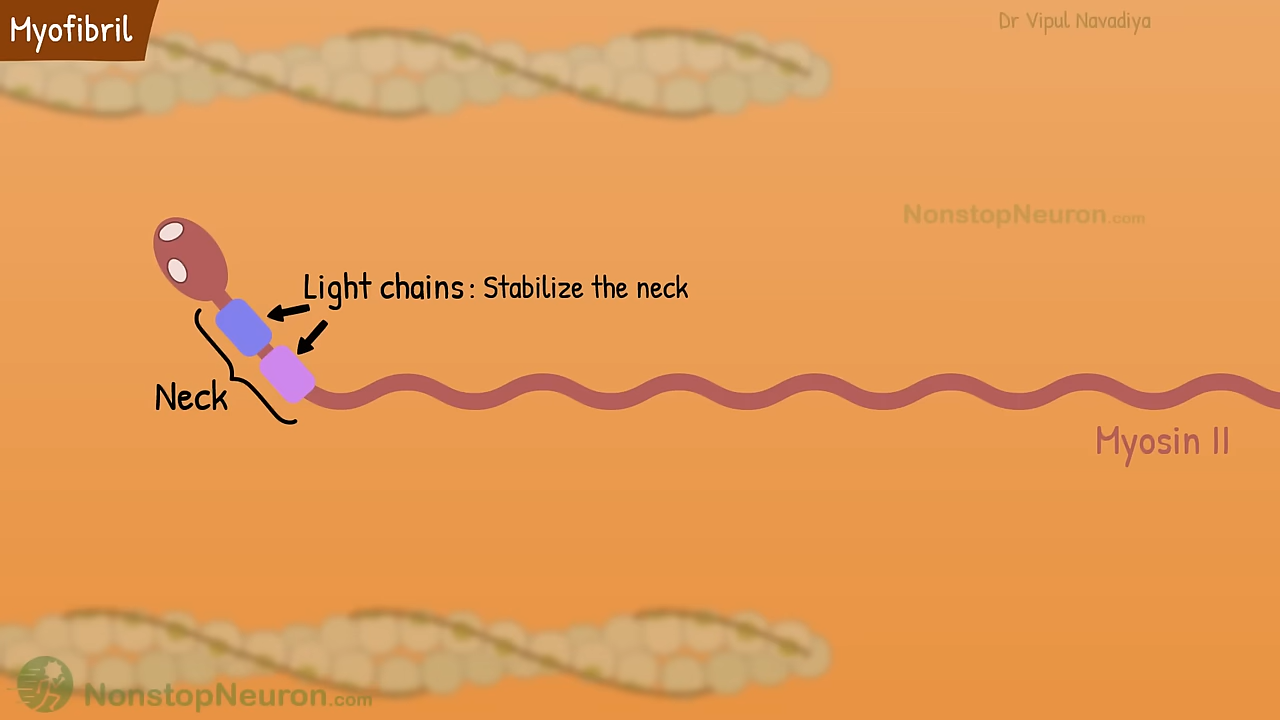 Myofibril
Dr Vipul Navadiya
NonstopNeuron.com
Light chains : Stabilize the neck
Neck
Myosin II
NonstopNeuron.com